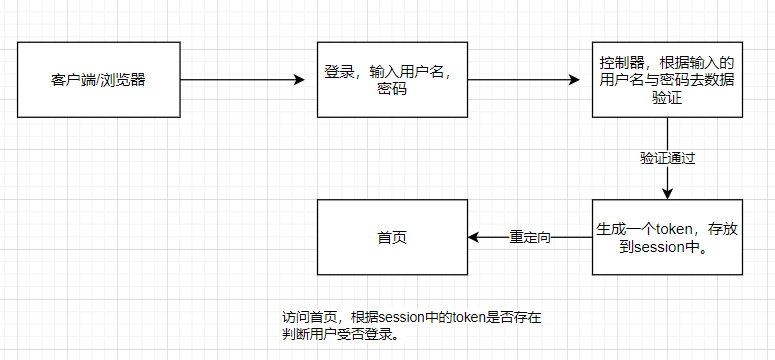 客户端/浏览器
登录，输入用户名，
密码
控制器，根据输入的
用户名与密码去数据
验证
验证通过
首页
重定向
生成一个token，存放
到session中。
访问首页，根据session中的token是否存在
判断用户受否登录。